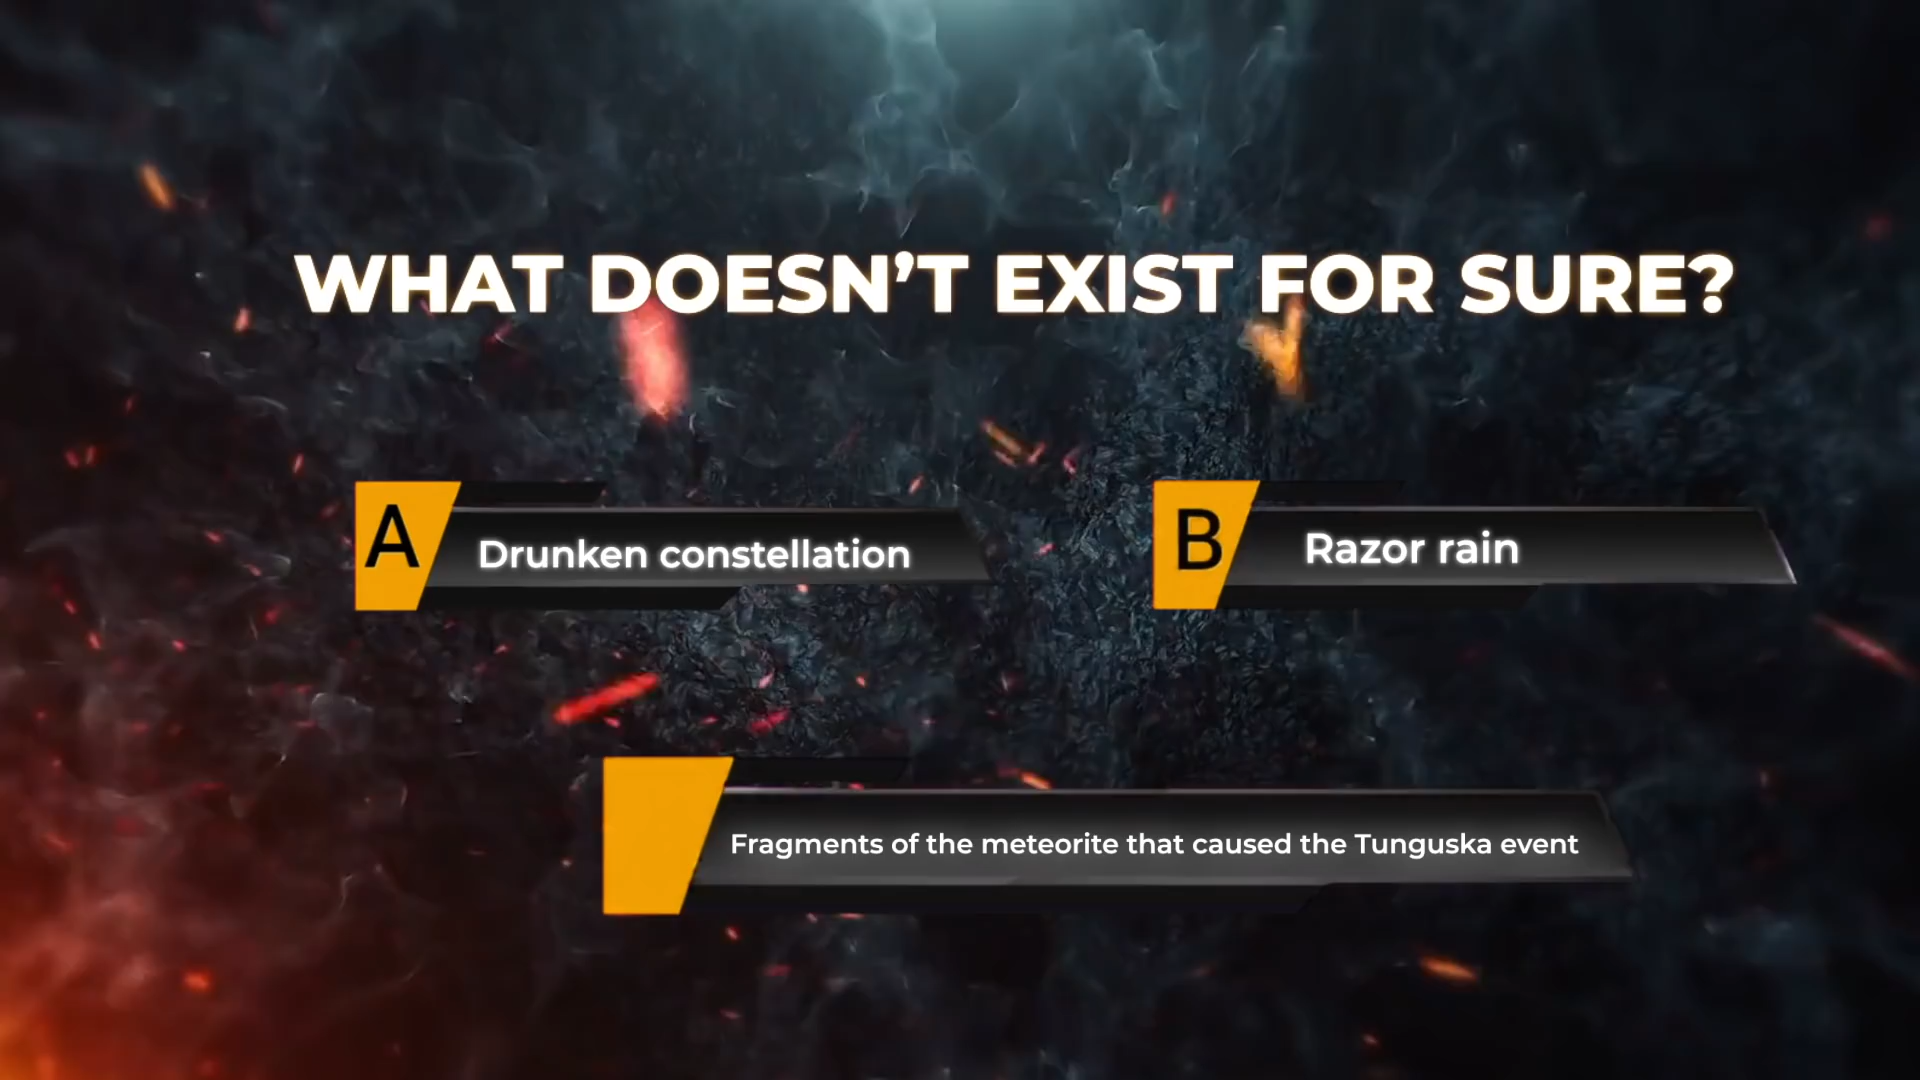 WHAT DOESN’T EXIST FOR SURE?
A Drunken constellation
B Razor rain
Fragments of the meteorite that caused the Tunguska event